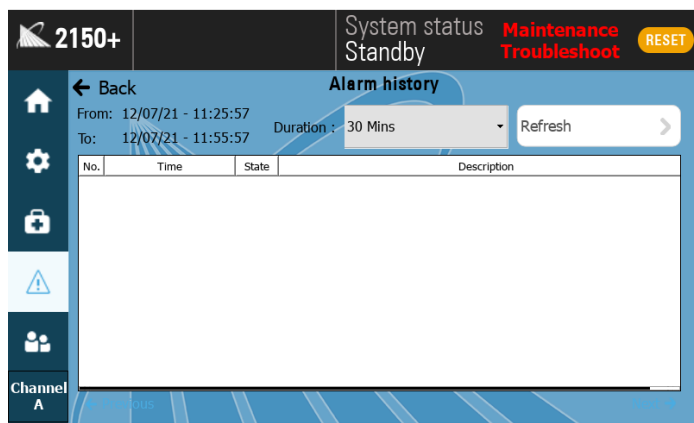 2150+
System status
Standby
Maintenance
Troubleshoot
RESET
Back
Alarm history
From: 12/07/21 - 11:25:57
To: 12/07/21 - 11:55:57
Duration :
30 Mins
Refresh
No. Time State Description
Channel
A